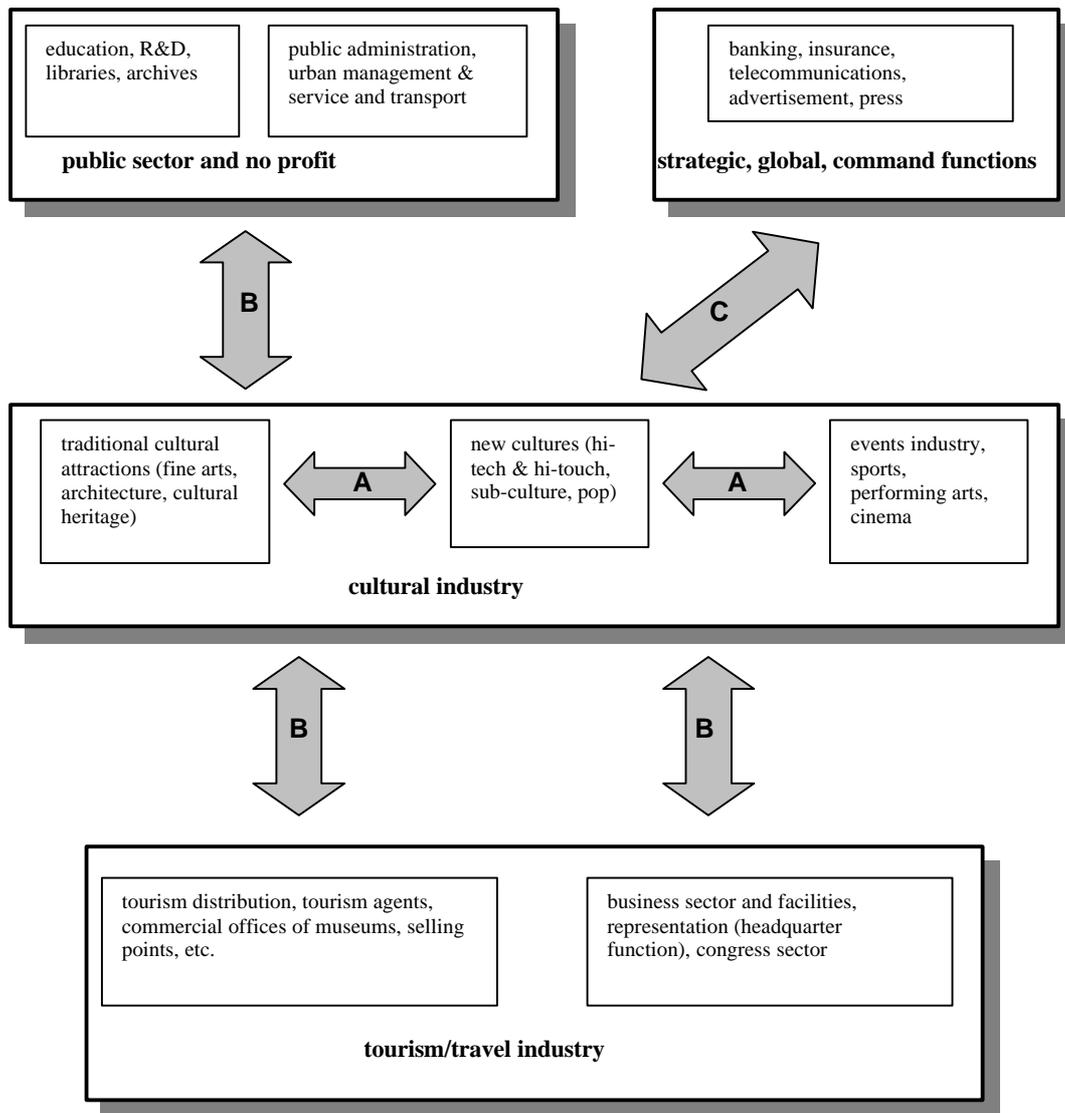 education, R&D,
libraries, archives
public administration,
urban management &
service and transport
public sector and no profit
banking, insurance,
telecommunications,
advertisement, press
strategic, global, command functions
B
C
traditional cultural
attractions (fine arts,
architecture, cultural
heritage)
A
new cultures (hi-
tech & hi-touch,
sub-culture, pop)
A
events industry,
sports,
performing arts,
cinema
cultural industry
B
B
tourism distribution, tourism agents,
commercial offices of museums, selling
points, etc.
business sector and facilities,
representation (headquarter
function), congress sector
tourism/travel industry